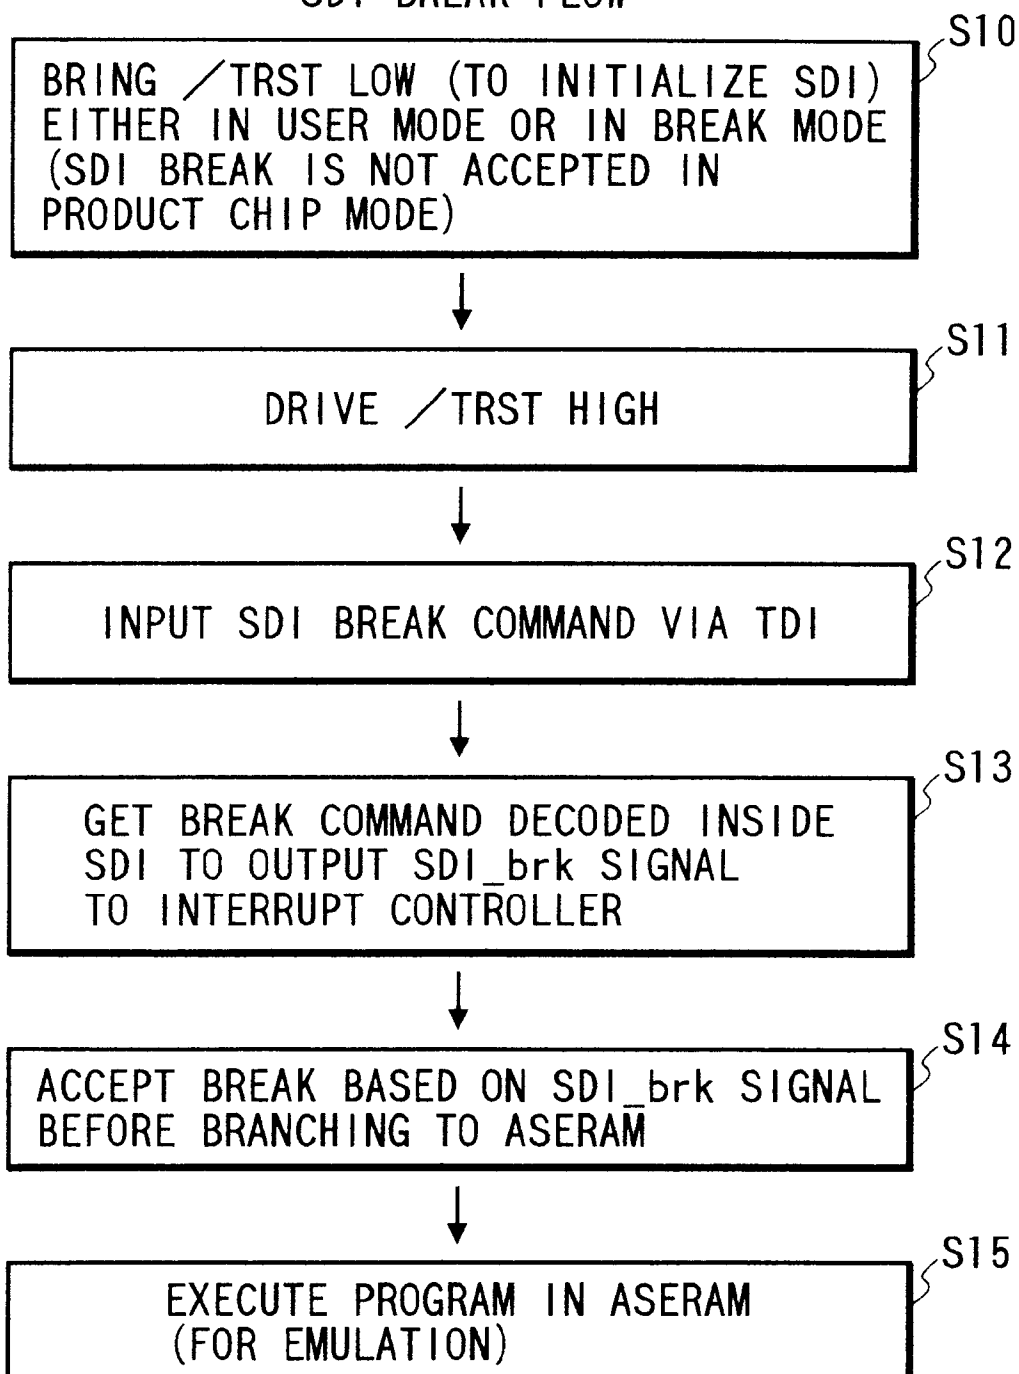 SDI BREAK FLOW
S10
BRING /TRST LOW (TO INITIALIZE SDI)
EITHER IN USER MODE OR IN BREAK MODE
(SDI BREAK IS NOT ACCEPTED IN
PRODUCT CHIP MODE)
S11
DRIVE /TRST HIGH
S12
INPUT SDI BREAK COMMAND VIA TDI
S13
GET BREAK COMMAND DECODED INSIDE
SDI TO OUTPUT SDI_brk SIGNAL
TO INTERRUPT CONTROLLER
S14
ACCEPT BREAK BASED ON SDI_brk SIGNAL
BEFORE BRANCHING TO ASERAM
S15
EXECUTE PROGRAM IN ASERAM
(FOR EMULATION)